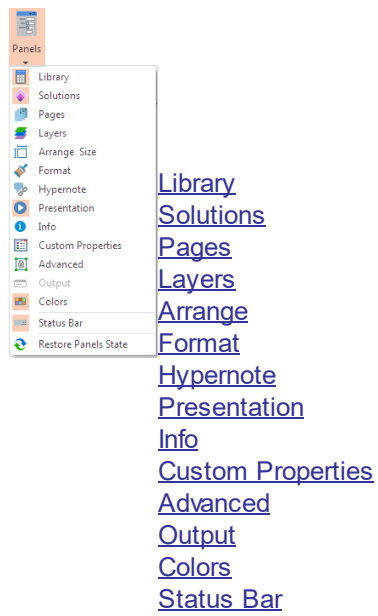 Panels
Library
Solutions
Pages
Layers
Arrange Size
Format
Hypernote
Presentation
Info
Custom Properties
Advanced
Output
Colors
Status Bar
Restore Panels State
Library
Solutions
Pages
Layers
Arrange
Format
Hypernote
Presentation
Info
Custom Properties
Advanced
Output
Colors
Status Bar